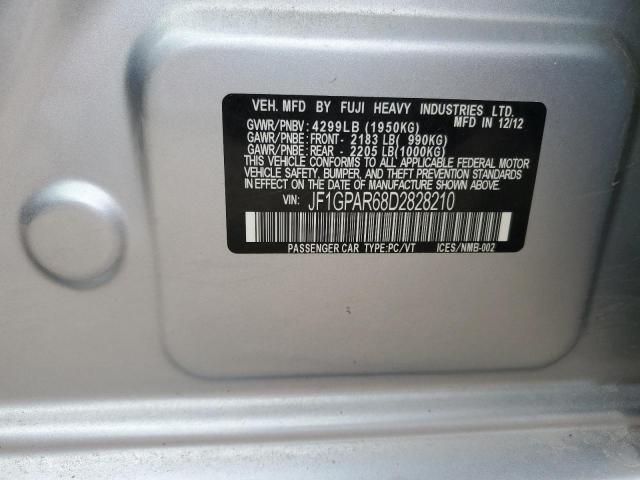 VEH. MFD BY FUJI HEAVY INDUSTRIES LTD.
GVWR/PNBV: 4299LB (1950KG) MFD IN 12/12
GAWR/PNBE: FRONT- 2183 LB( 990KG)
GAWR/PNBE: REAR - 2205 LB(1000KG)
THIS VEHICLE CONFORMS TO ALL APPLICABLE FEDERAL MOTOR
VEHICLE SAFETY, BUMPER, AND THEFT PREVENTION STANDARDS
IN EFFECT ON THE DATE OF MANUFACTURE SHOWN ABOVE.
VIN: JF1GPAR68D2828210
PASSENGER CAR TYPE:PC/VT ICES/NMB-002